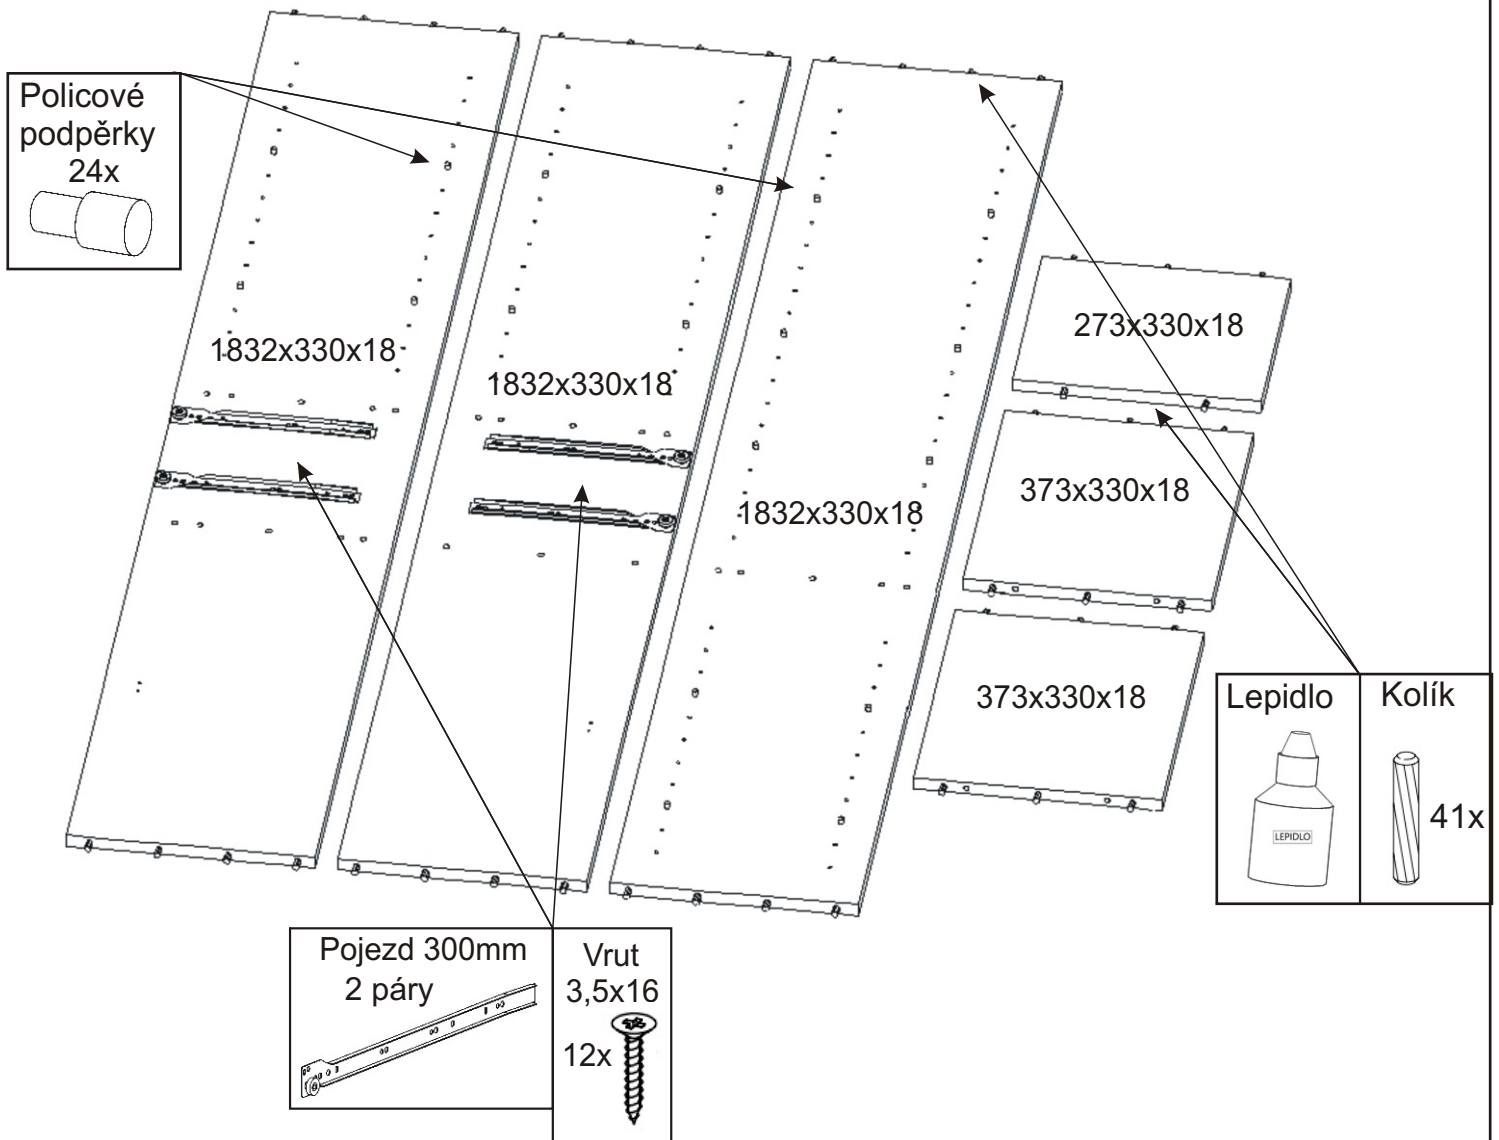 Policové
podpěrky
24x
1832x330x18
1832x330x18
1832x330x18
273x330x18
373x330x18
373x330x18
Lepidlo
LEPIDLO
Kolík
41x
Pojezd 300mm
2 páry
Vrut
3,5x16
12x